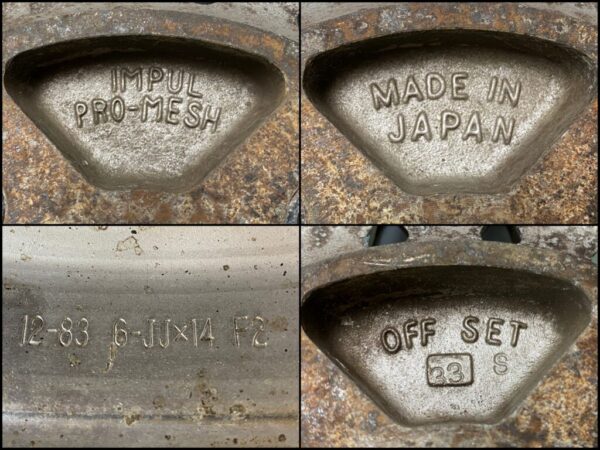 IMPUL
PRO-MESH
MADE IN
JAPAN
12-83 6-JJ×14 F2
OFF SET
33 S